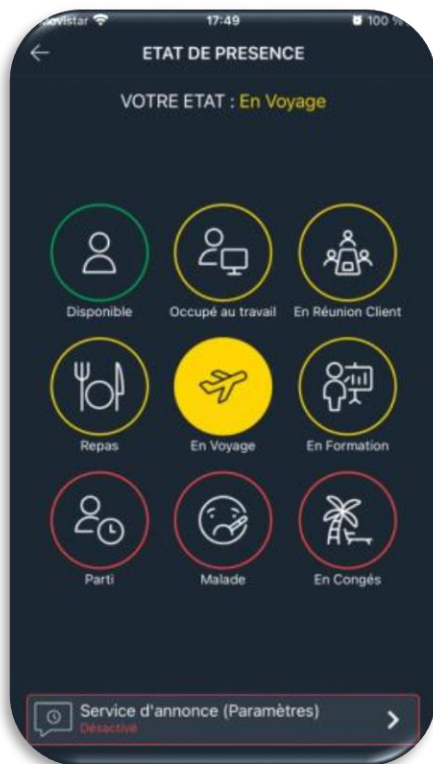 ovistar 17:49 100 %
ETAT DE PRESENCE
VOTRE ETAT : En Voyage
Disponible Occupé au travail En Réunion Client
Repas En Voyage En Formation
Parti Malade En Congés
Service d'annonce (Paramètres)
Désactivé